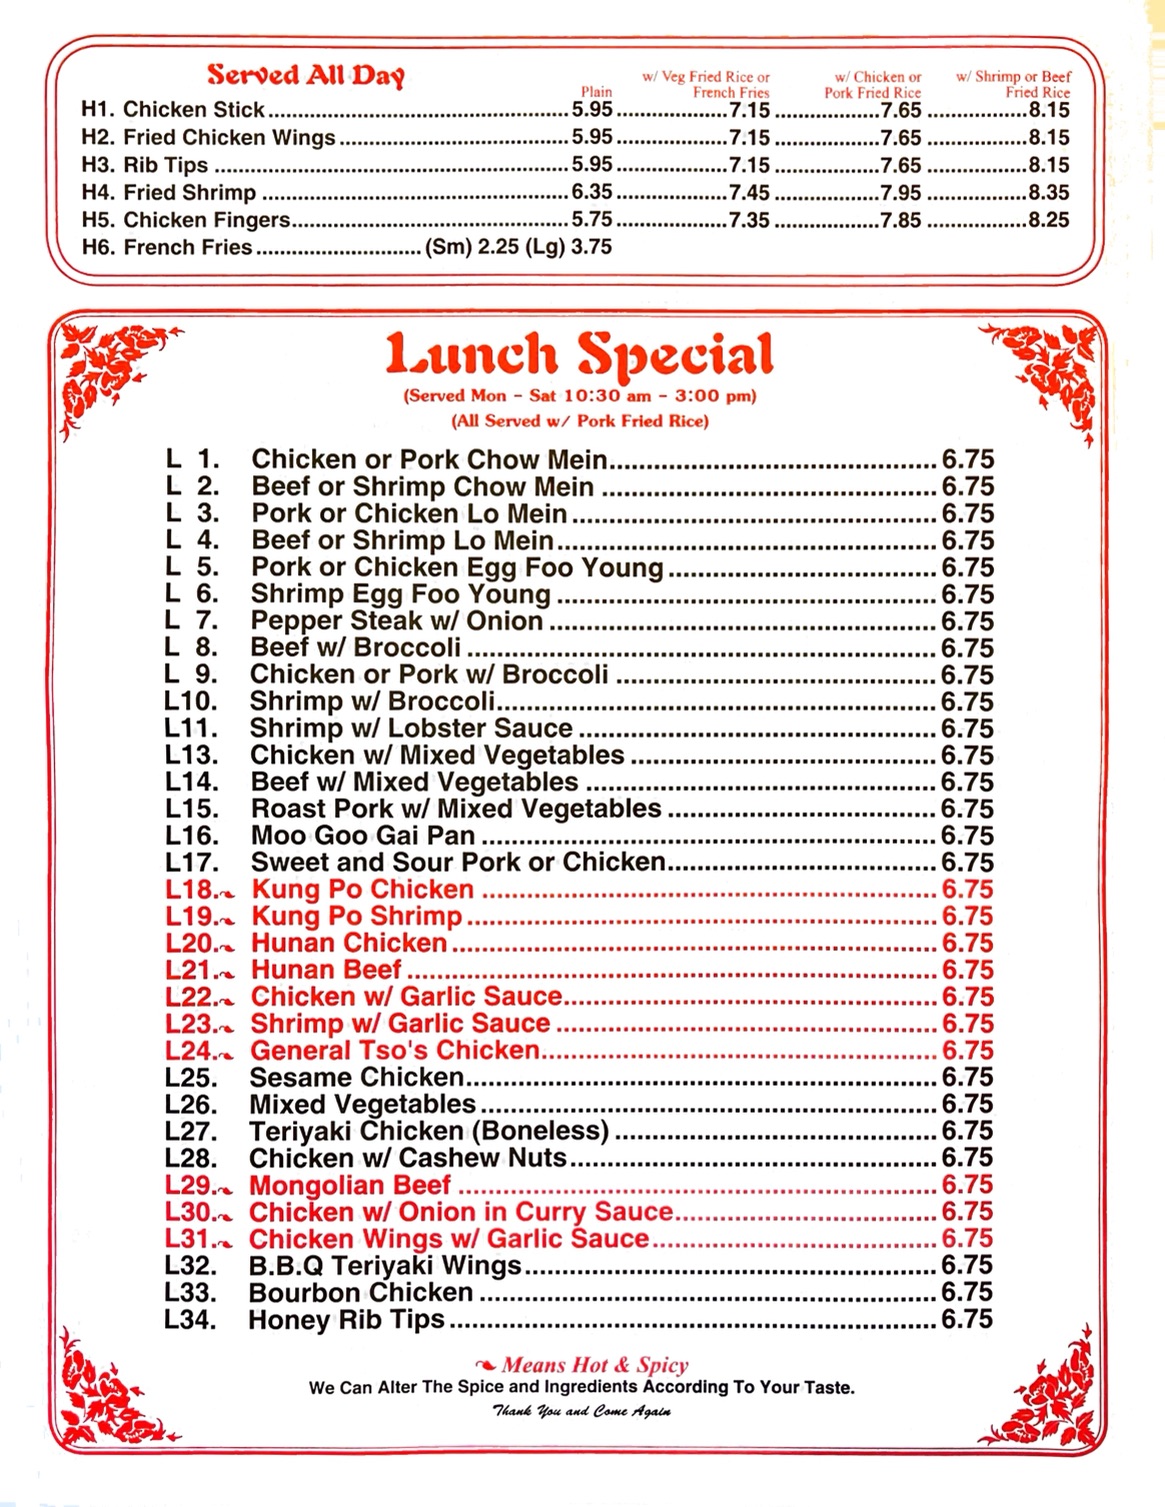 Served All Day
Plain w/ Veg Fried Rice or French Fries w/ Chicken or Pork Fried Rice w/ Shrimp or Beef Fried Rice
H1. Chicken Stick 5.95 7.15 7.65 8.15
H2. Fried Chicken Wings 5.95 7.15 7.65 8.15
H3. Rib Tips 5.95 7.15 7.65 8.15
H4. Fried Shrimp 6.35 7.45 7.95 8.35
H5. Chicken Fingers 5.75 7.35 7.85 8.25
H6. French Fries (Sm) 2.25 (Lg) 3.75
Lunch Special
(Served Mon - Sat 10:30 am - 3:00 pm)
(All Served w/ Pork Fried Rice)
L 1. Chicken or Pork Chow Mein 6.75
L 2. Beef or Shrimp Chow Mein 6.75
L 3. Pork or Chicken Lo Mein 6.75
L 4. Beef or Shrimp Lo Mein 6.75
L 5. Pork or Chicken Egg Foo Young 6.75
L 6. Shrimp Egg Foo Young 6.75
L 7. Pepper Steak w/ Onion 6.75
L 8. Beef w/ Broccoli 6.75
L 9. Chicken or Pork w/ Broccoli 6.75
L10. Shrimp w/ Broccoli 6.75
L11. Shrimp w/ Lobster Sauce 6.75
L13. Chicken w/ Mixed Vegetables 6.75
L14. Beef w/ Mixed Vegetables 6.75
L15. Roast Pork w/ Mixed Vegetables 6.75
L16. Moo Goo Gai Pan 6.75
L17. Sweet and Sour Pork or Chicken 6.75
L18. Kung Po Chicken 6.75
L19. Kung Po Shrimp 6.75
L20. Hunan Chicken 6.75
L21. Hunan Beef 6.75
L22. Chicken w/ Garlic Sauce 6.75
L23. Shrimp w/ Garlic Sauce 6.75
L24. General Tso's Chicken 6.75
L25. Sesame Chicken 6.75
L26. Mixed Vegetables 6.75
L27. Teriyaki Chicken (Boneless) 6.75
L28. Chicken w/ Cashew Nuts 6.75
L29. Mongolian Beef 6.75
L30. Chicken w/ Onion in Curry Sauce 6.75
L31. Chicken Wings w/ Garlic Sauce 6.75
L32. B.B.Q Teriyaki Wings 6.75
L33. Bourbon Chicken 6.75
L34. Honey Rib Tips 6.75
Means Hot & Spicy
We Can Alter The Spice and Ingredients According To Your Taste.
Thank You and Come Again